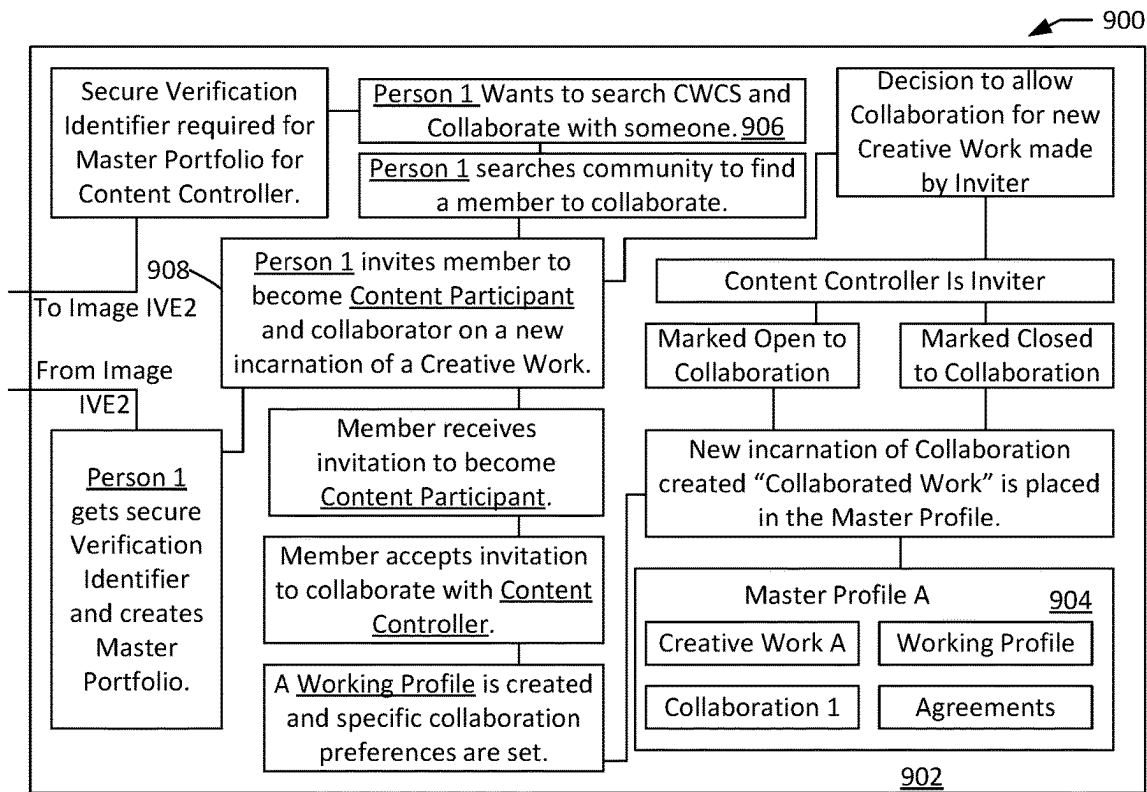 900
Secure Verification
Identifier required for
Master Portfolio for
Content Controller.
Person 1 Wants to search CWCS and
Collaborate with someone. 906
Person 1 searches community to find
a member to collaborate.
Decision to allow
Collaboration for new
Creative Work made
by Inviter
908
Person 1 invites member to
become Content Participant
and collaborator on a new
incarnation of a Creative Work.
To Image IVE2
From Image
IVE2
Content Controller Is Inviter
Marked Open to
Collaboration
Marked Closed
to Collaboration
Person 1
gets secure
Verification
Identifier
and creates
Master
Portfolio.
Member receives
invitation to become
Content Participant.
Member accepts invitation
to collaborate with Content
Controller.
A Working Profile is created
and specific collaboration
preferences are set.
New incarnation of Collaboration
created “Collaborated Work” is placed
in the Master Profile.
Master Profile A
904
Creative Work A
Working Profile
Collaboration 1
Agreements
902